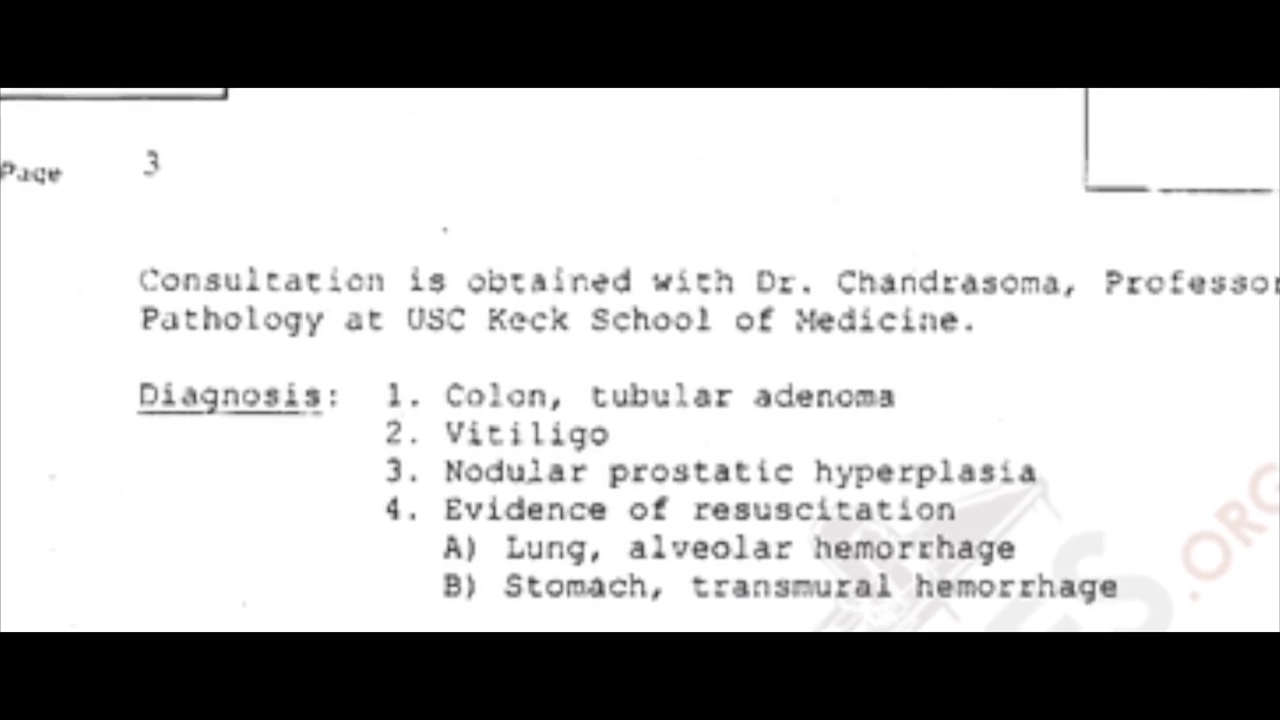 Page 3
Consultation is obtained with Dr. Chandrasoma, Professor
Pathology at USC Keck School of Medicine.
Diagnosis: 1. Colon, tubular adenoma
2. Vitiligo
3. Nodular prostatic hyperplasia
4. Evidence of resuscitation
A) Lung, alveolar hemorrhage
B) Stomach, transmural hemorrhage
.ORG